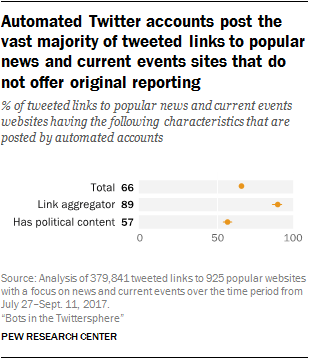 Automated Twitter accounts post the
vast majority of tweeted links to popular
news and current events sites that do
not offer original reporting
% of tweeted links to popular news and current events
websites having the following characteristics that are
posted by automated accounts
Total 66
Link aggregator 89
Has political content 57
0 50 100
Source: Analysis of 379,841 tweeted links to 925 popular websites
with a focus on news and current events over the time period from
July 27–Sept. 11, 2017.
“Bots in the Twittersphere”
PEW RESEARCH CENTER